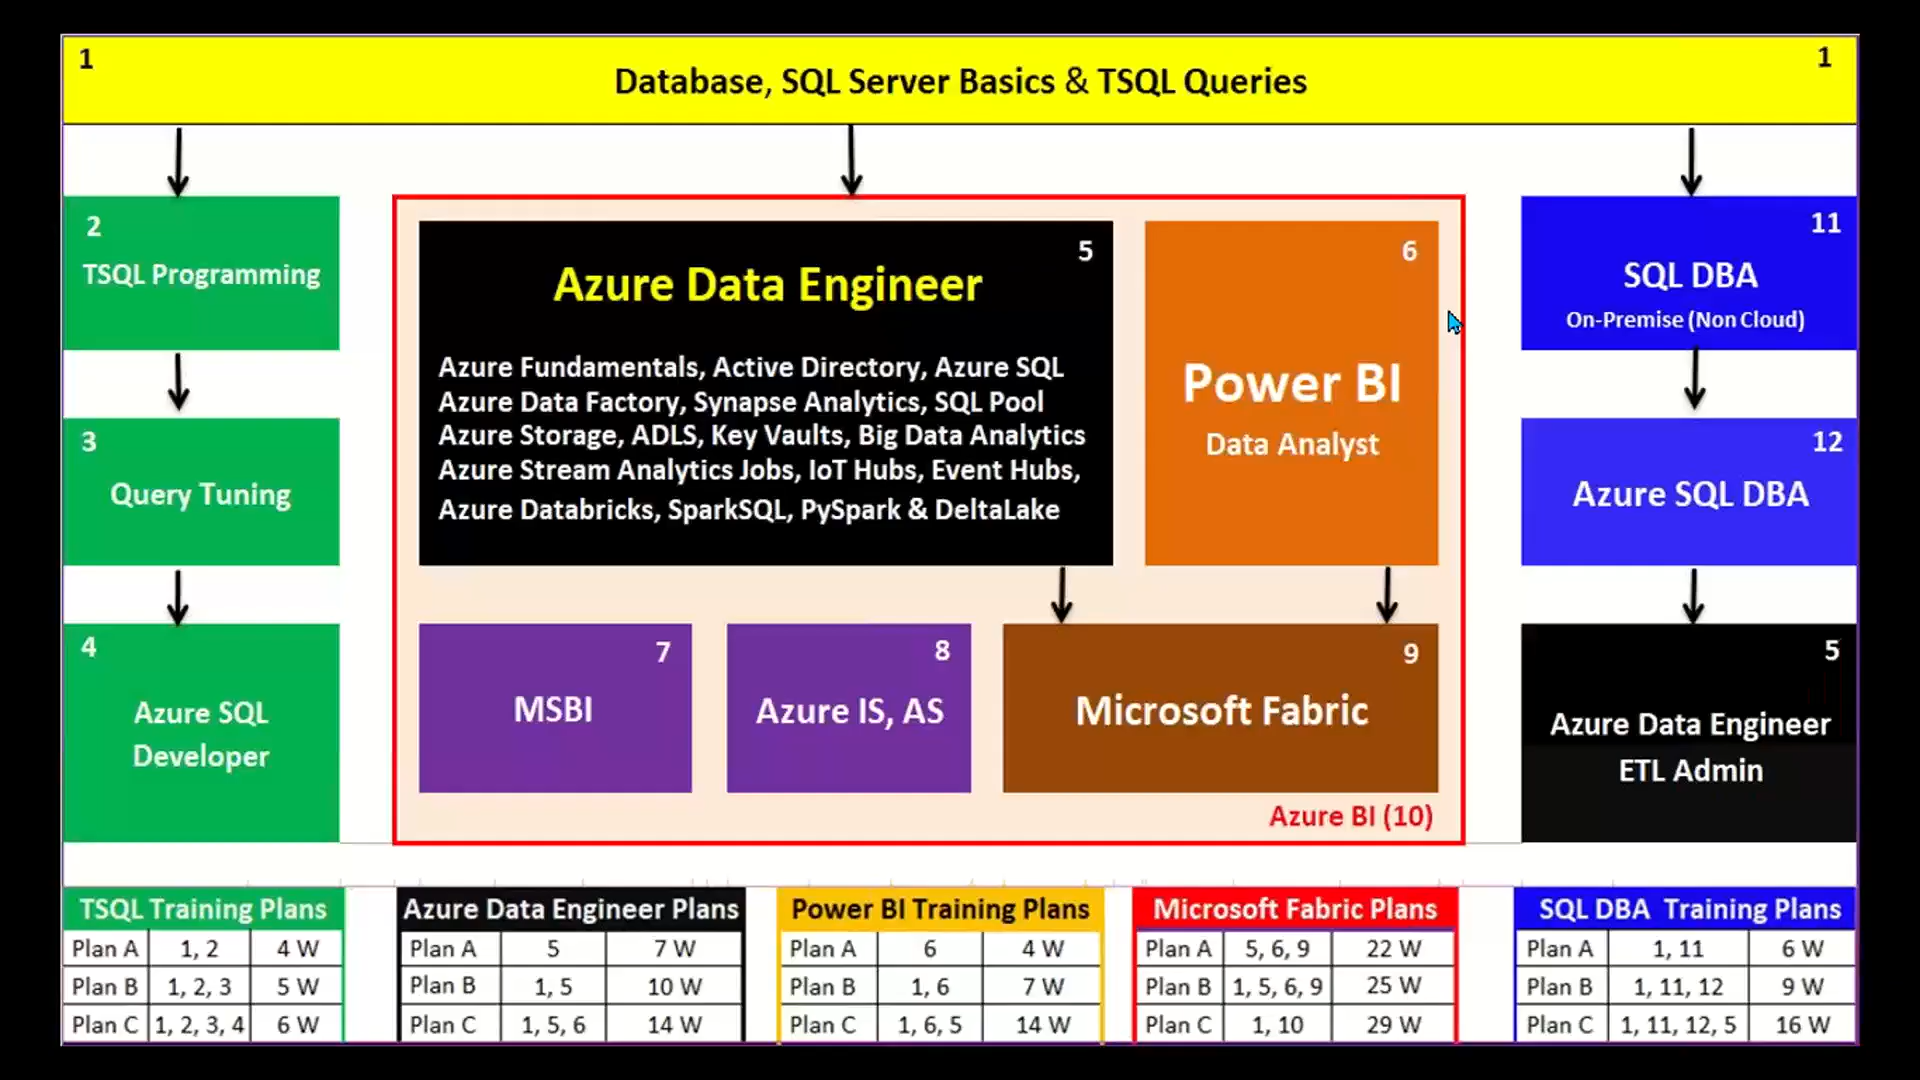 1
Database, SQL Server Basics & TSQL Queries
1
2
TSQL Programming
3
Query Tuning
4
Azure SQL
Developer
5
Azure Data Engineer
Azure Fundamentals, Active Directory, Azure SQL
Azure Data Factory, Synapse Analytics, SQL Pool
Azure Storage, ADLS, Key Vaults, Big Data Analytics
Azure Stream Analytics Jobs, IoT Hubs, Event Hubs,
Azure Databricks, SparkSQL, PySpark & DeltaLake
6
Power BI
Data Analyst
7
MSBI
8
Azure IS, AS
9
Microsoft Fabric
Azure BI (10)
11
SQL DBA
On-Premise (Non Cloud)
12
Azure SQL DBA
5
Azure Data Engineer
ETL Admin
TSQL Training Plans
Plan A 1, 2 4 W
Plan B 1, 2, 3 5 W
Plan C 1, 2, 3, 4 6 W
Azure Data Engineer Plans
Plan A 5 7 W
Plan B 1, 5 10 W
Plan C 1, 5, 6 14 W
Power BI Training Plans
Plan A 6 4 W
Plan B 1, 6 7 W
Plan C 1, 6, 5 14 W
Microsoft Fabric Plans
Plan A 5, 6, 9 22 W
Plan B 1, 5, 6, 9 25 W
Plan C 1, 10 29 W
SQL DBA Training Plans
Plan A 1, 11 6 W
Plan B 1, 11, 12 9 W
Plan C 1, 11, 12, 5 16 W